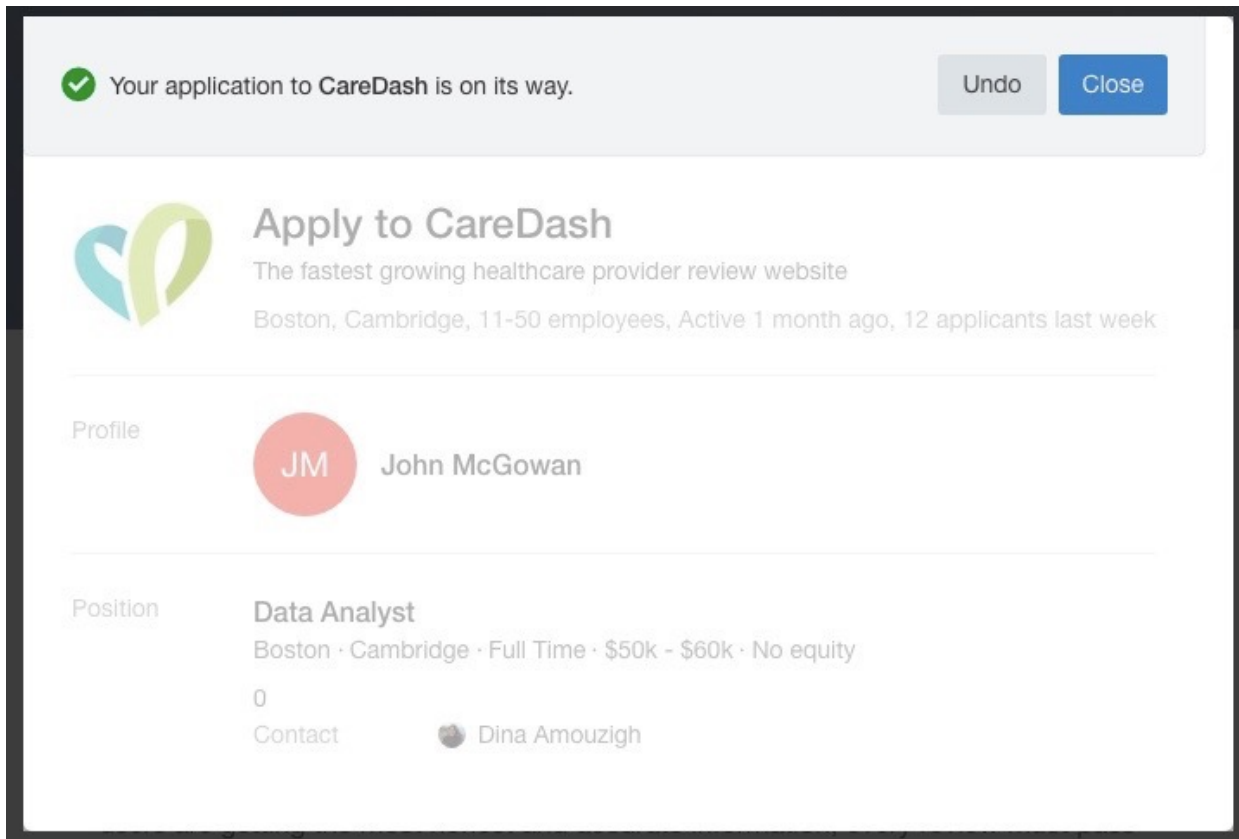 Your application to CareDash is on its way.
Undo
Close
Apply to CareDash
The fastest growing healthcare provider review website
Boston, Cambridge, 11-50 employees, Active 1 month ago, 12 applicants last week
Profile
JM
John McGowan
Position
Data Analyst
Boston · Cambridge · Full Time · $50k - $60k · No equity
0
Contact
Dina Amouzigh